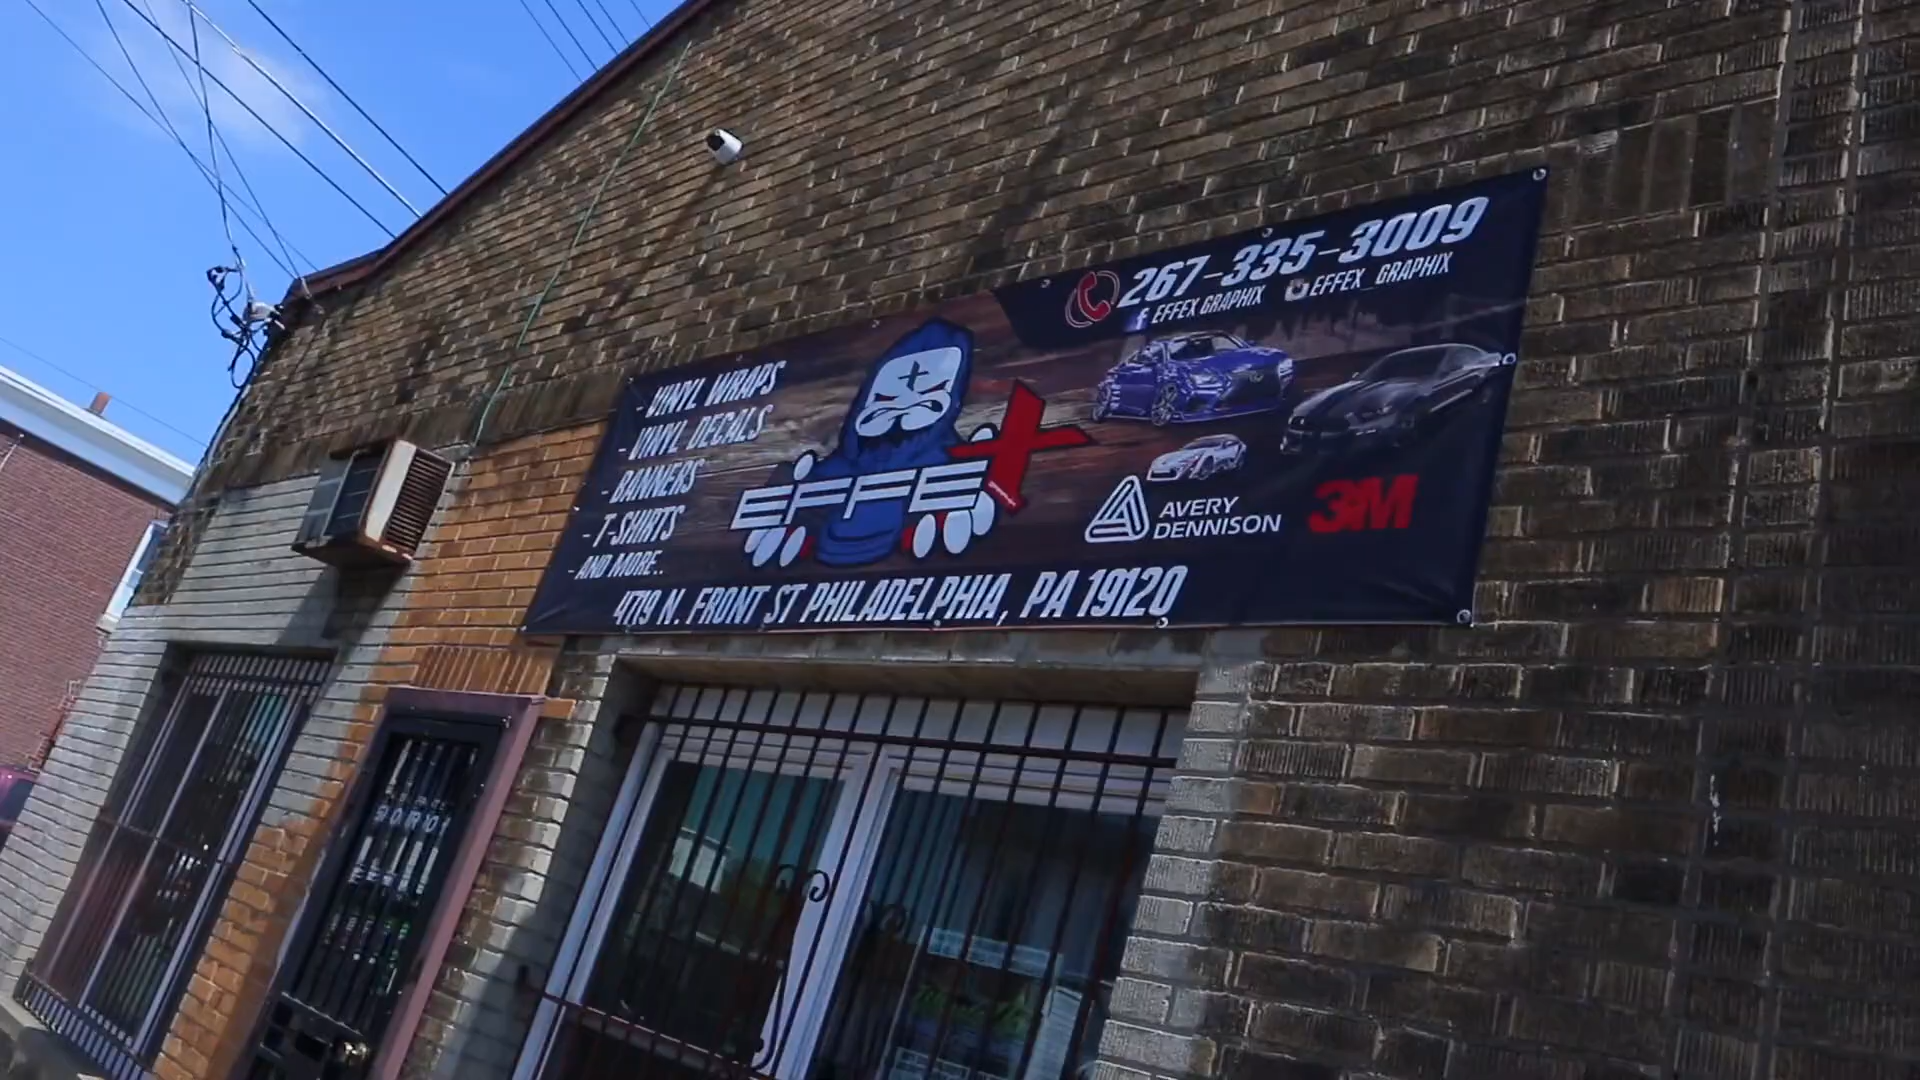 267-335-3009
f EFFEX GRAPHIX EFFEX_GRAPHIX
- VINYL WRAPS
- VINYL DECALS
- BANNERS
- T-SHIRTS
- AND MORE..
EFFEX
AVERY
DENNISON
3M
4719 N. FRONT ST PHILADELPHIA, PA 19120